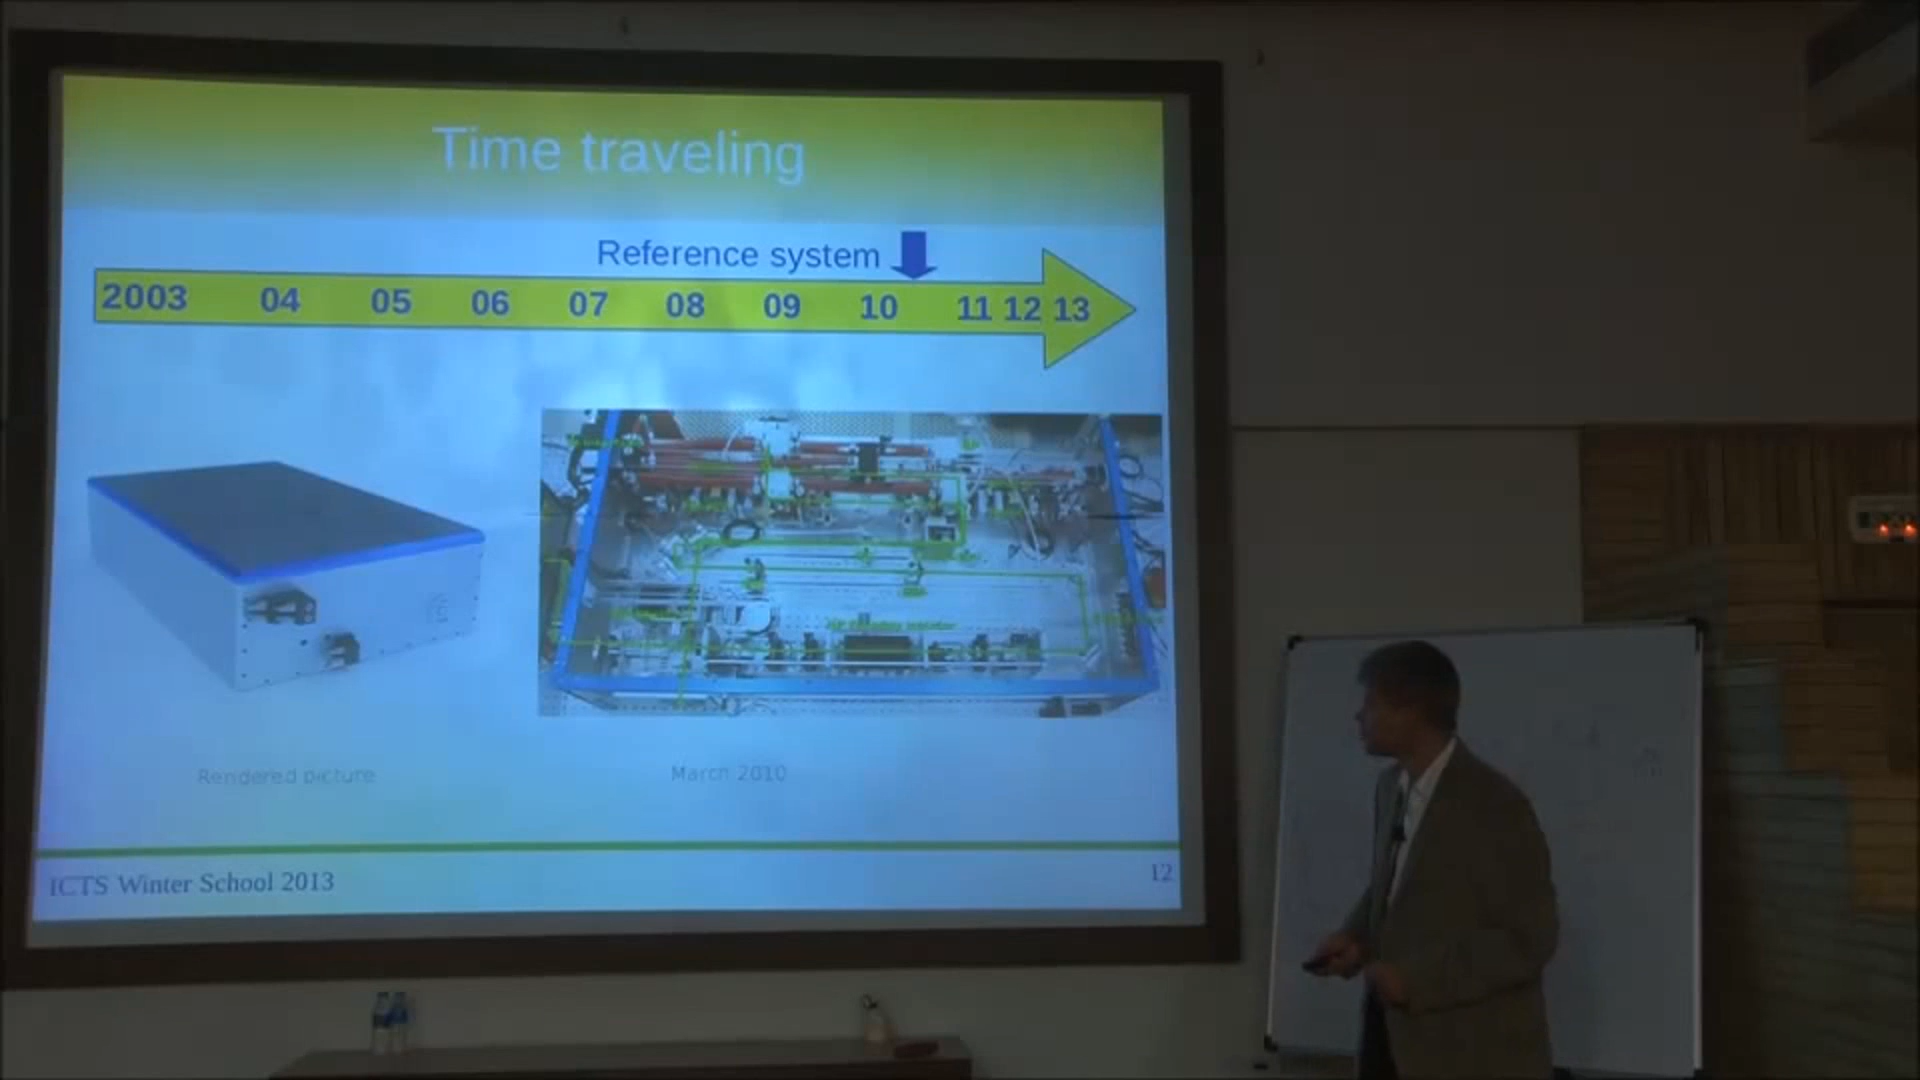 Time traveling
Reference system
2003 04 05 06 07 08 09 10 11 12 13
Rendered picture
March 2010
ICTS Winter School 2013
12